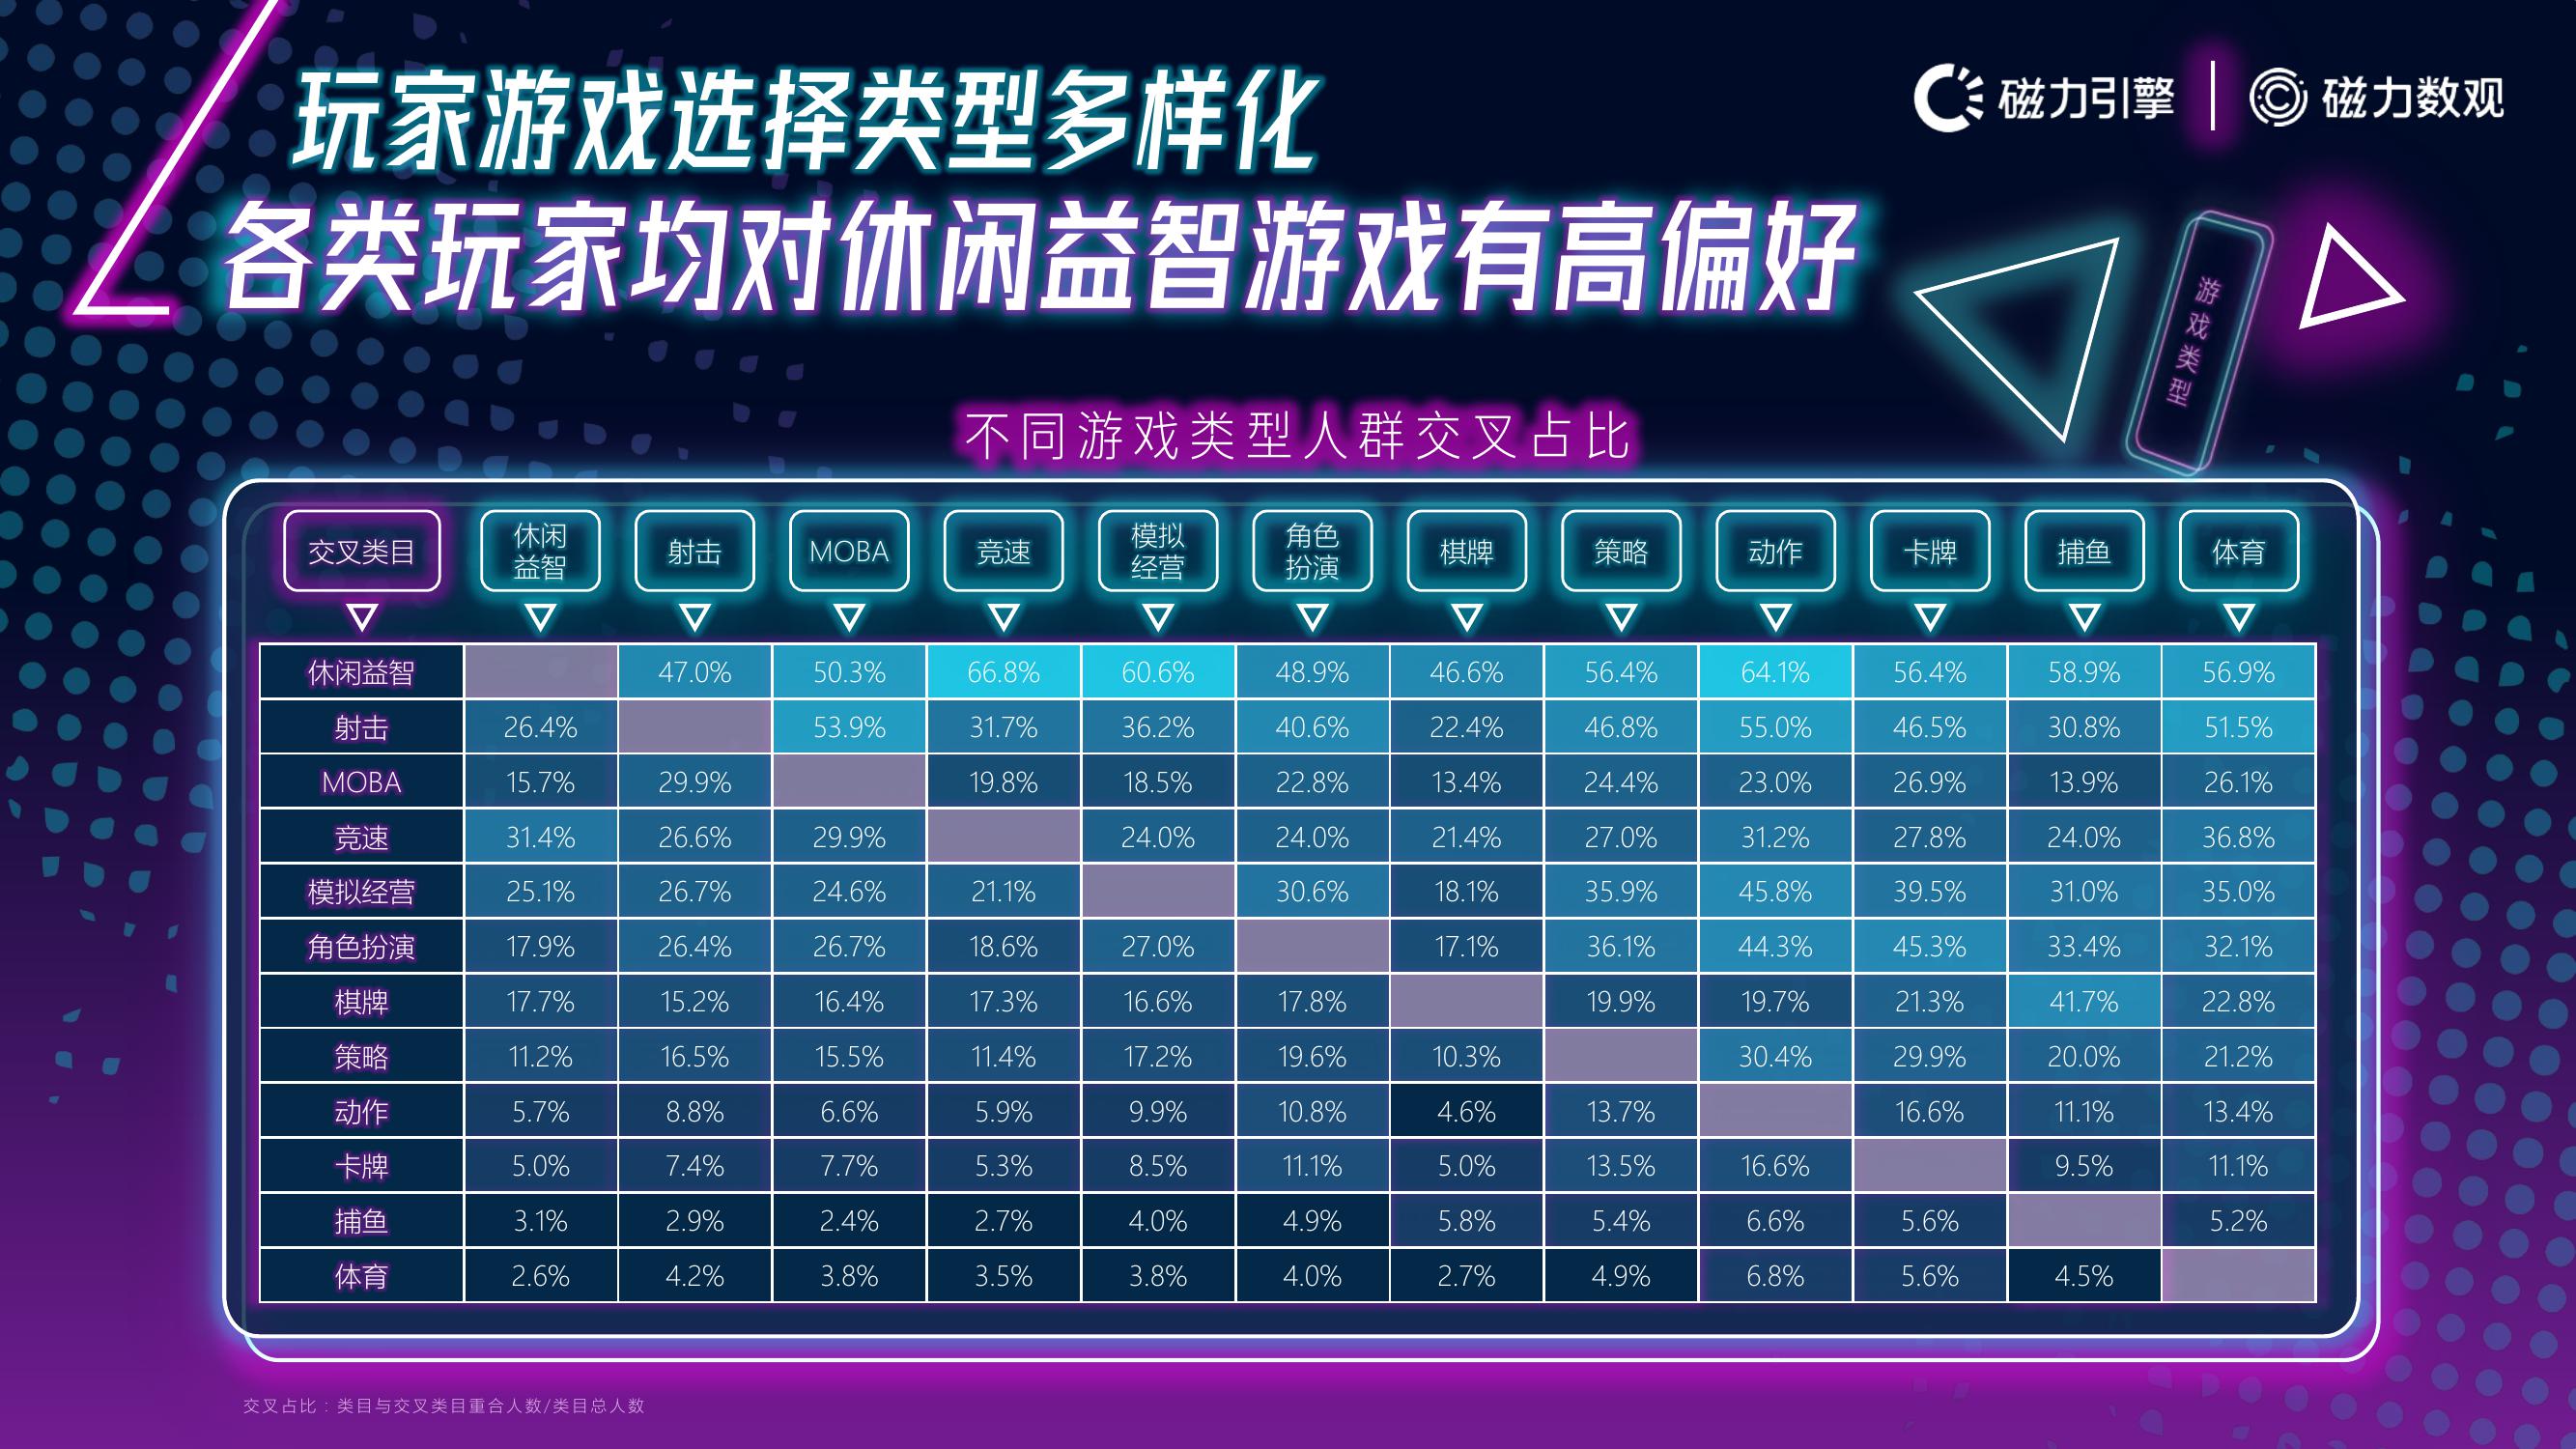 玩家游戏选择类型多样化
磁力引擎 | 磁力数观
各类玩家均对休闲益智游戏有高偏好
游戏类型
不同游戏类型人群交叉占比
交叉类目 休闲益智 射击 MOBA 竞速 模拟经营 角色扮演 棋牌 策略 动作 卡牌 捕鱼 体育
休闲益智 47.0% 50.3% 66.8% 60.6% 48.9% 46.6% 56.4% 64.1% 56.4% 58.9% 56.9%
射击 26.4% 53.9% 31.7% 36.2% 40.6% 22.4% 46.8% 55.0% 46.5% 30.8% 51.5%
MOBA 15.7% 29.9% 19.8% 18.5% 22.8% 13.4% 24.4% 23.0% 26.9% 13.9% 26.1%
竞速 31.4% 26.6% 29.9% 24.0% 24.0% 21.4% 27.0% 31.2% 27.8% 24.0% 36.8%
模拟经营 25.1% 26.7% 24.6% 21.1% 30.6% 18.1% 35.9% 45.8% 39.5% 31.0% 35.0%
角色扮演 17.9% 26.4% 26.7% 18.6% 27.0% 17.1% 36.1% 44.3% 45.3% 33.4% 32.1%
棋牌 17.7% 15.2% 16.4% 17.3% 16.6% 17.8% 19.9% 19.7% 21.3% 41.7% 22.8%
策略 11.2% 16.5% 15.5% 11.4% 17.2% 19.6% 10.3% 30.4% 29.9% 20.0% 21.2%
动作 5.7% 8.8% 6.6% 5.9% 9.9% 10.8% 4.6% 13.7% 16.6% 11.1% 13.4%
卡牌 5.0% 7.4% 7.7% 5.3% 8.5% 11.1% 5.0% 13.5% 16.6% 9.5% 11.1%
捕鱼 3.1% 2.9% 2.4% 2.7% 4.0% 4.9% 5.8% 5.4% 6.6% 5.6% 5.2%
体育 2.6% 4.2% 3.8% 3.5% 3.8% 4.0% 2.7% 4.9% 6.8% 5.6% 4.5%
交叉占比：类目与交叉类目重合人数/类目总人数